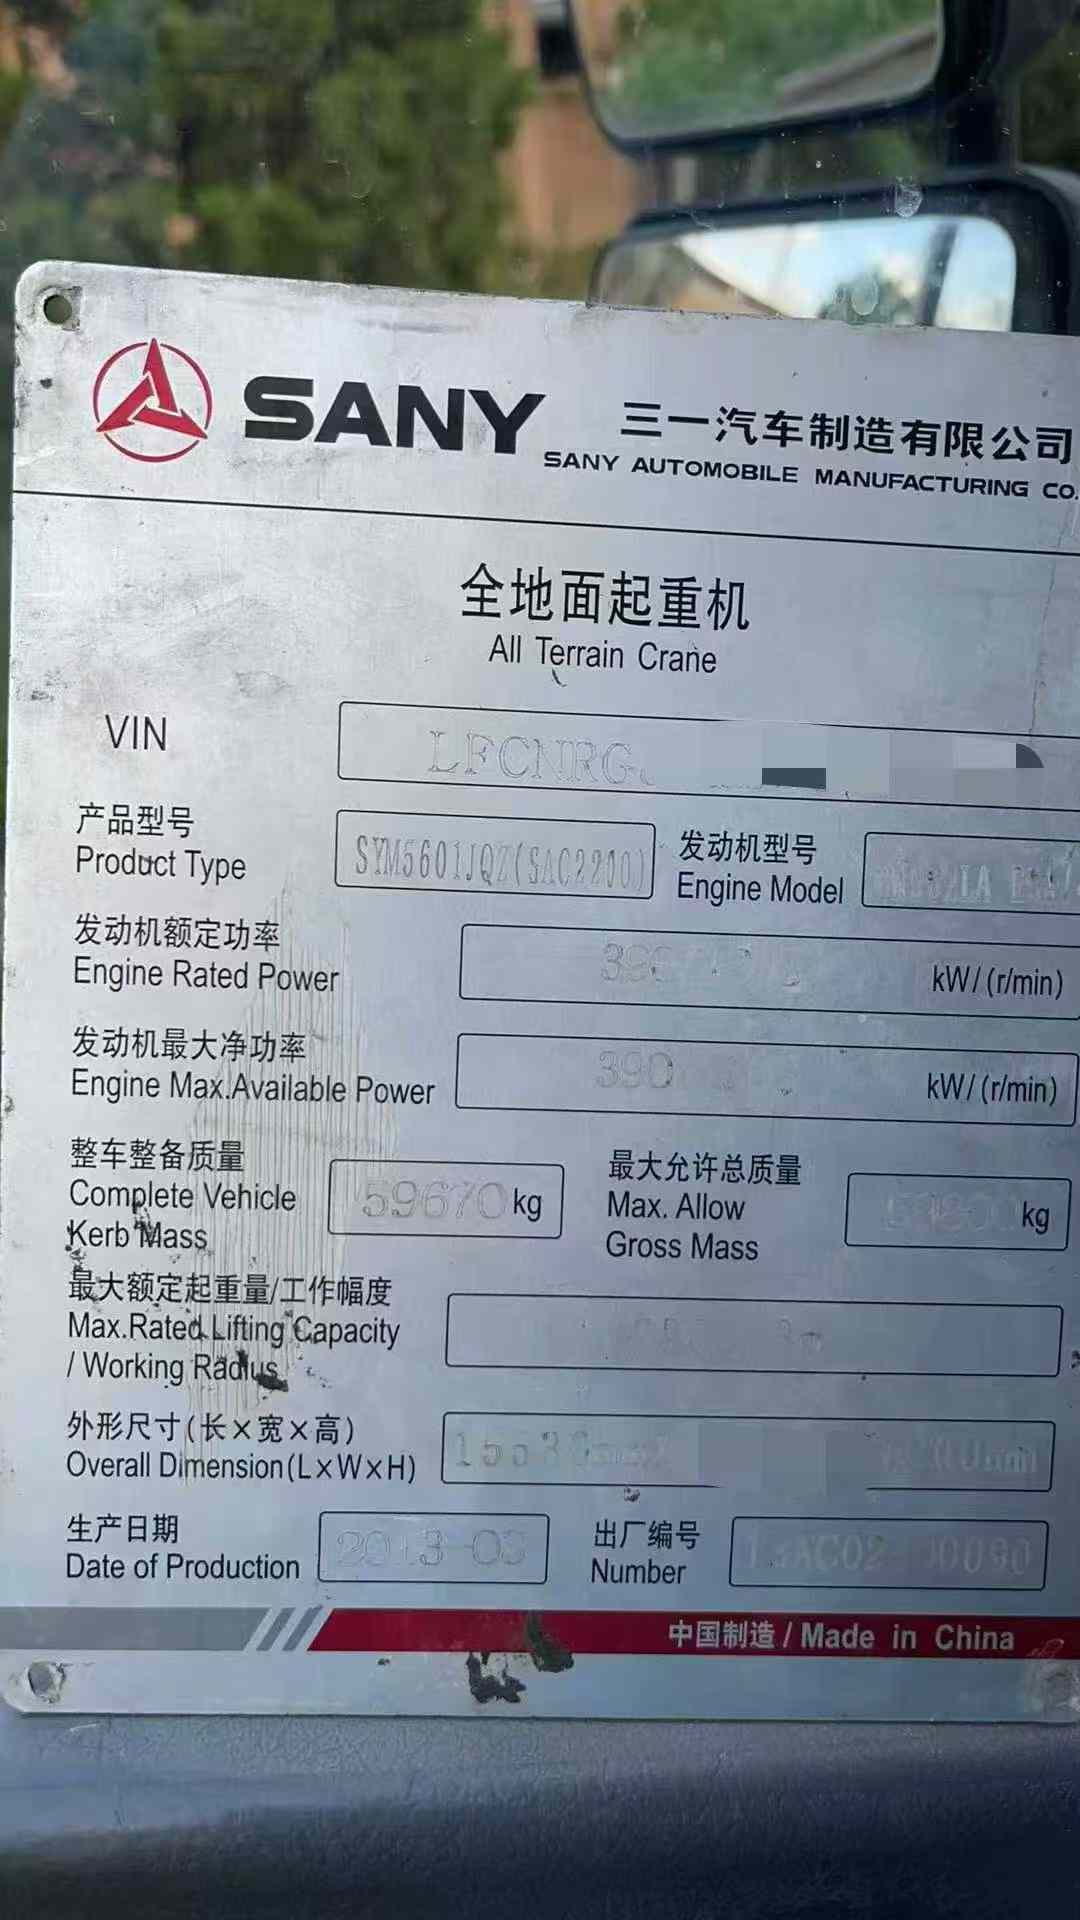 SANY 三一汽车制造有限公司
SANY AUTOMOBILE MANUFACTURING CO.
全地面起重机
All Terrain Crane
VIN LFCNRG
产品型号 SYM5601JQZ(SAC2200) 发动机型号
Product Type Engine Model
发动机额定功率
Engine Rated Power kW/(r/min)
发动机最大净功率 390
Engine Max.Available Power kW/(r/min)
整车整备质量 最大允许总质量
Complete Vehicle 59670 kg Max. Allow kg
Kerb Mass Gross Mass
最大额定起重量/工作幅度
Max.Rated Lifting Capacity
/ Working Radius
外形尺寸(长×宽×高)
Overall Dimension(L×W×H)
生产日期 出厂编号
Date of Production Number
中国制造/Made in China